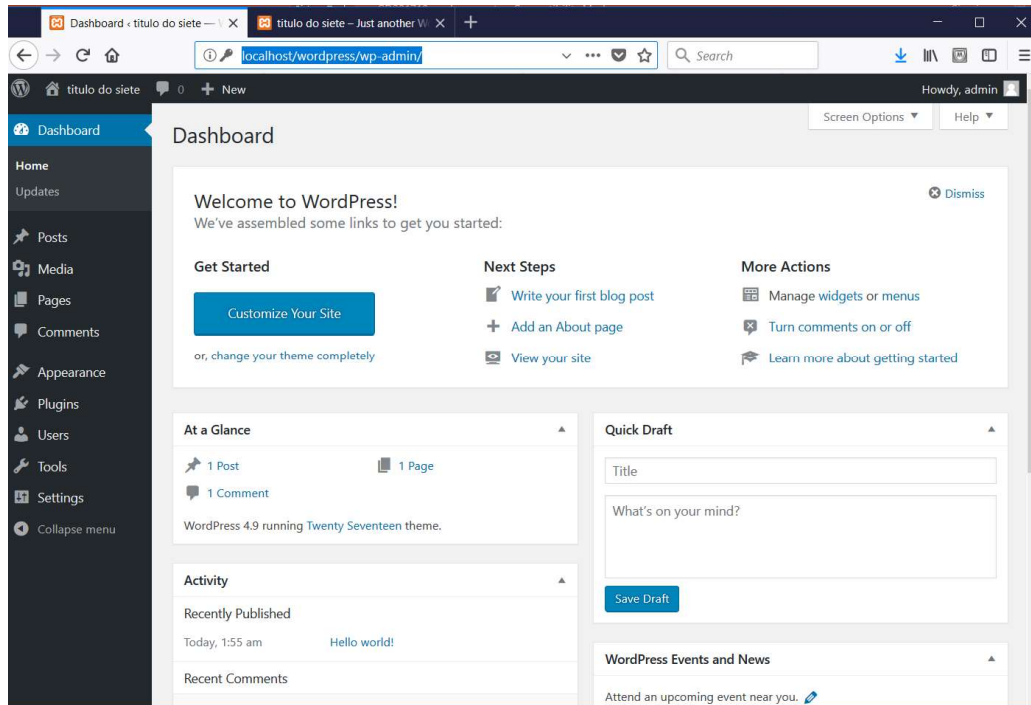 Dashboard ‹ titulo do siete —
titulo do siete – Just another W
localhost/wordpress/wp-admin/
Search
titulo do siete 0 + New
Howdy, admin
Dashboard
Home
Updates
Posts
Media
Pages
Comments
Appearance
Plugins
Users
Tools
Settings
Collapse menu
Screen Options ▼ Help ▼
Dashboard
Welcome to WordPress!
Dismiss
We've assembled some links to get you started:
Get Started
Customize Your Site
or, change your theme completely
Next Steps
Write your first blog post
Add an About page
View your site
More Actions
Manage widgets or menus
Turn comments on or off
Learn more about getting started
At a Glance
1 Post
1 Page
1 Comment
WordPress 4.9 running Twenty Seventeen theme.
Activity
Recently Published
Today, 1:55 am Hello world!
Recent Comments
Quick Draft
Title
What's on your mind?
Save Draft
WordPress Events and News
Attend an upcoming event near you.